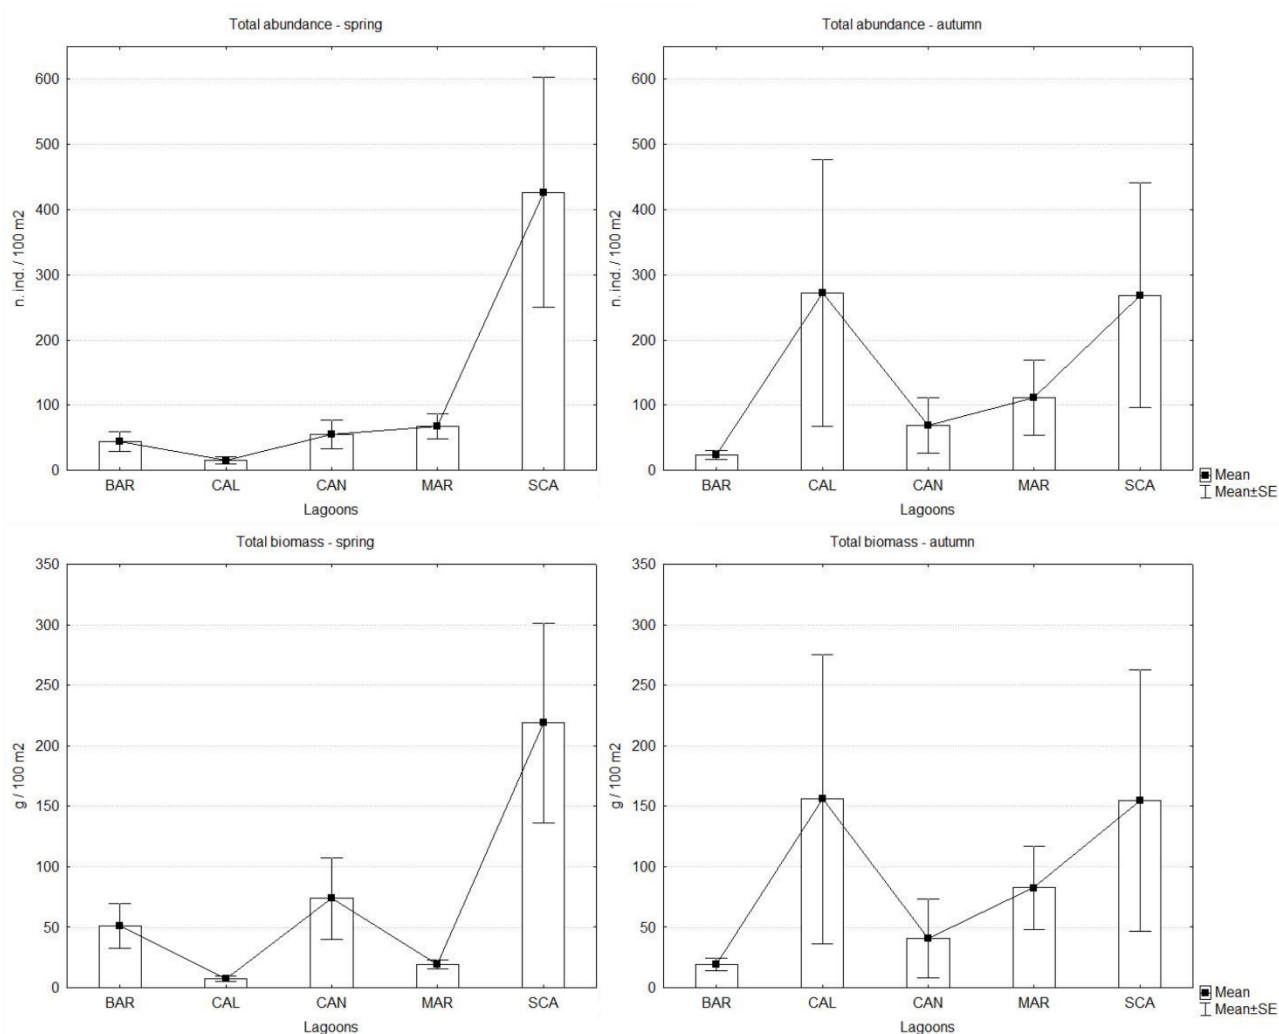 Total abundance - spring
600
500
400
300
200
100
0
n. ind. / 100 m2
BAR CAL CAN MAR SCA
Lagoons
Total abundance - autumn
600
500
400
300
200
100
0
n. ind. / 100 m2
BAR CAL CAN MAR SCA
Lagoons
Mean
Mean±SE
Total biomass - spring
350
300
250
200
150
100
50
0
g / 100 m2
BAR CAL CAN MAR SCA
Lagoons
Total biomass - autumn
350
300
250
200
150
100
50
0
g / 100 m2
BAR CAL CAN MAR SCA
Lagoons
Mean
Mean±SE